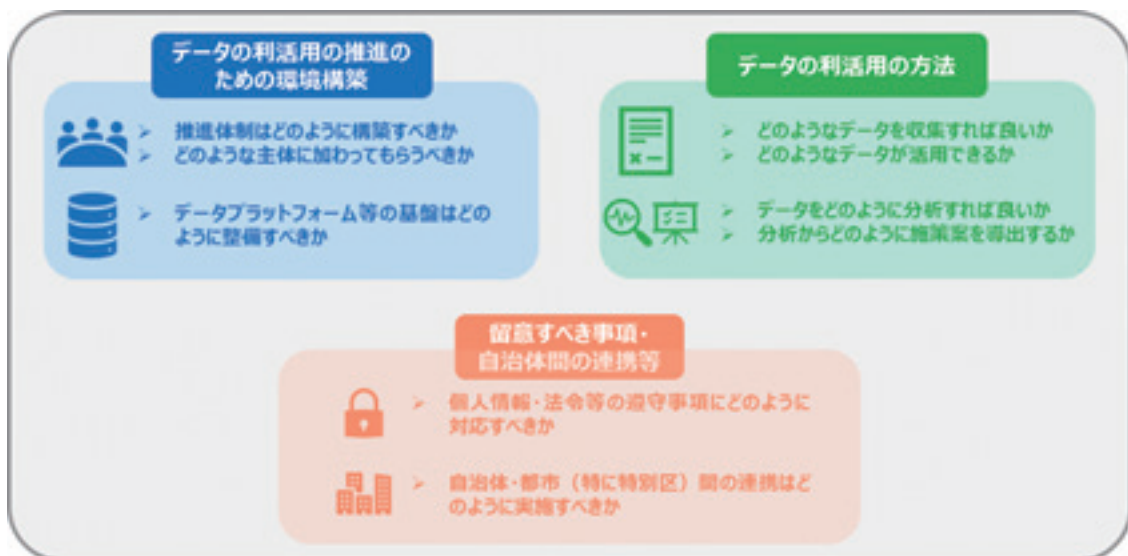 データの利活用の推進の
ための環境構築
➢ 推進体制はどのように構築すべきか
➢ どのような主体に加わってもらうべきか
➢ データプラットフォーム等の基盤はどの
ように整備すべきか
データの利活用の方法
➢ どのようなデータを収集すれば良いか
➢ どのようなデータが活用できるか
➢ データをどのように分析すれば良いか
➢ 分析からどのように施策案を導出するか
留意すべき事項・
自治体間の連携等
➢ 個人情報・法令等の遵守事項にどのように
対応すべきか
➢ 自治体・都市（特に特別区）間の連携はど
のように実施すべきか